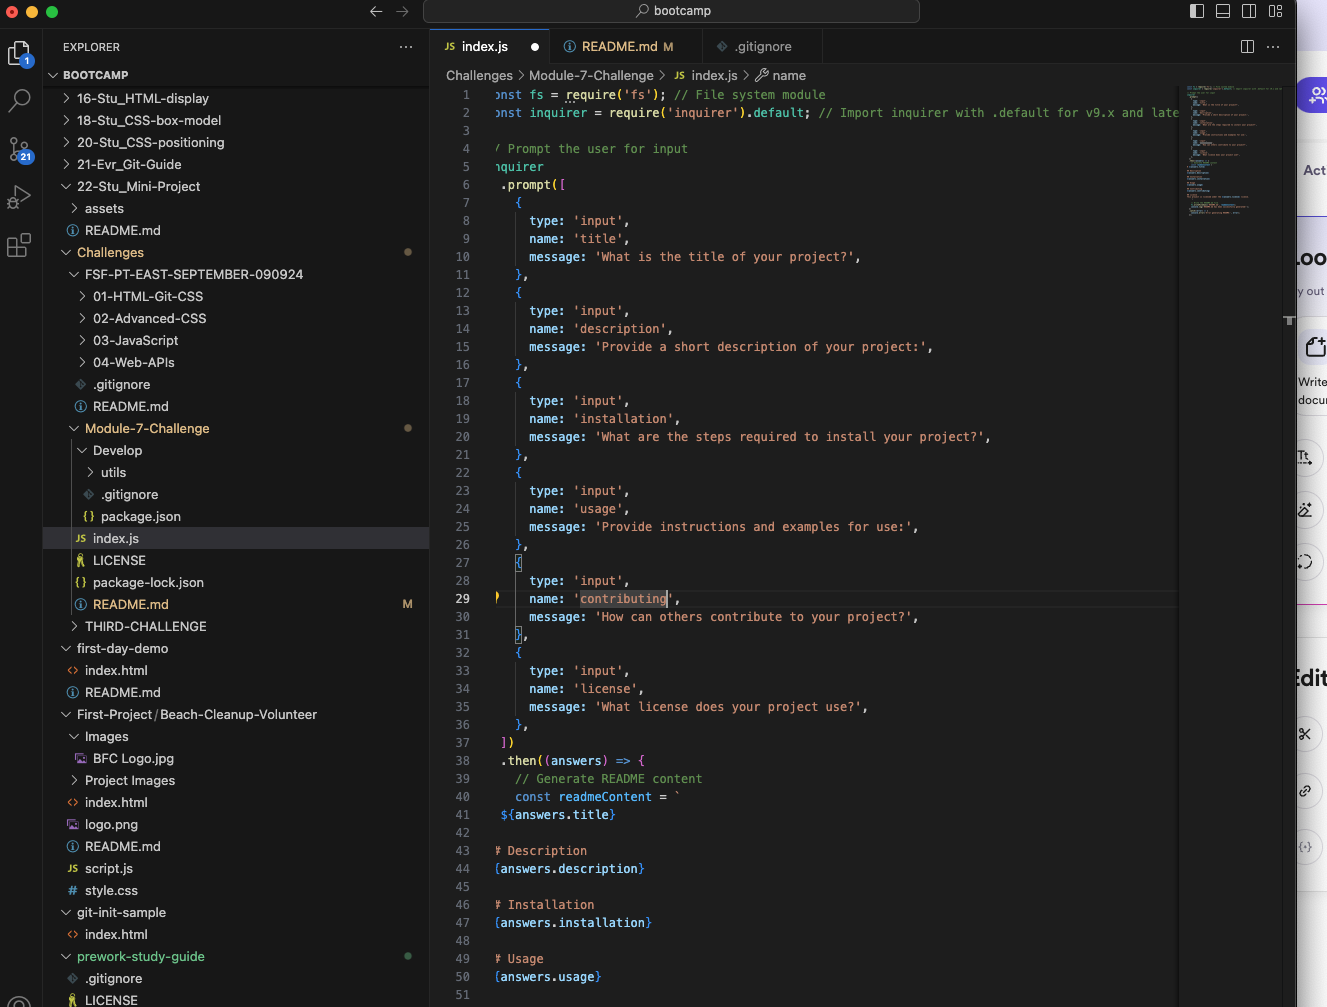 bootcamp
EXPLORER
BOOTCAMP
16-Stu_HTML-display
18-Stu_CSS-box-model
20-Stu_CSS-positioning
21-Evr_Git-Guide
22-Stu_Mini-Project
assets
README.md
Challenges
FSF-PT-EAST-SEPTEMBER-090924
01-HTML-Git-CSS
02-Advanced-CSS
03-JavaScript
04-Web-APIs
.gitignore
README.md
Module-7-Challenge
Develop
utils
.gitignore
{} package.json
JS index.js
LICENSE
{} package-lock.json
README.md M
THIRD-CHALLENGE
first-day-demo
<> index.html
README.md
First-Project / Beach-Cleanup-Volunteer
Images
BFC Logo.jpg
Project Images
<> index.html
logo.png
README.md
JS script.js
# style.css
git-init-sample
<> index.html
prework-study-guide
.gitignore
LICENSE
1
21
JS index.js
README.md M
.gitignore
Challenges > Module-7-Challenge > JS index.js > name
1 onst fs = require('fs'); // File system module
2 onst inquirer = require('inquirer').default; // Import inquirer with .default for v9.x and late
3
4 / Prompt the user for input
5 nquirer
6 .prompt([
7 {
8 type: 'input',
9 name: 'title',
10 message: 'What is the title of your project?',
11 },
12 {
13 type: 'input',
14 name: 'description',
15 message: 'Provide a short description of your project:',
16 },
17 {
18 type: 'input',
19 name: 'installation',
20 message: 'What are the steps required to install your project?',
21 },
22 {
23 type: 'input',
24 name: 'usage',
25 message: 'Provide instructions and examples for use:',
26 },
27 {
28 type: 'input',
29 name: 'contributing',
30 message: 'How can others contribute to your project?',
31 },
32 {
33 type: 'input',
34 name: 'license',
35 message: 'What license does your project use?',
36 },
37 ])
38 .then((answers) => {
39 // Generate README content
40 const readmeContent = `
41 ${answers.title}
42
43 # Description
44 {answers.description}
45
46 # Installation
47 {answers.installation}
48
49 # Usage
50 {answers.usage}
51
Act
Loo
y out
Write
docum
Tt
Edit